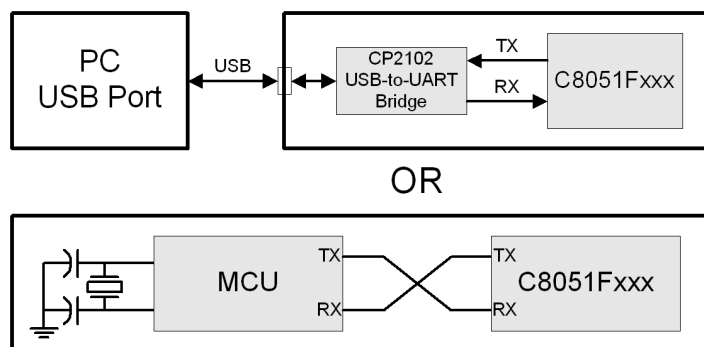 PC
USB Port
USB
CP2102
USB-to-UART
Bridge
TX
RX
C8051Fxxx
OR
MCU
TX
RX
TX
RX
C8051Fxxx